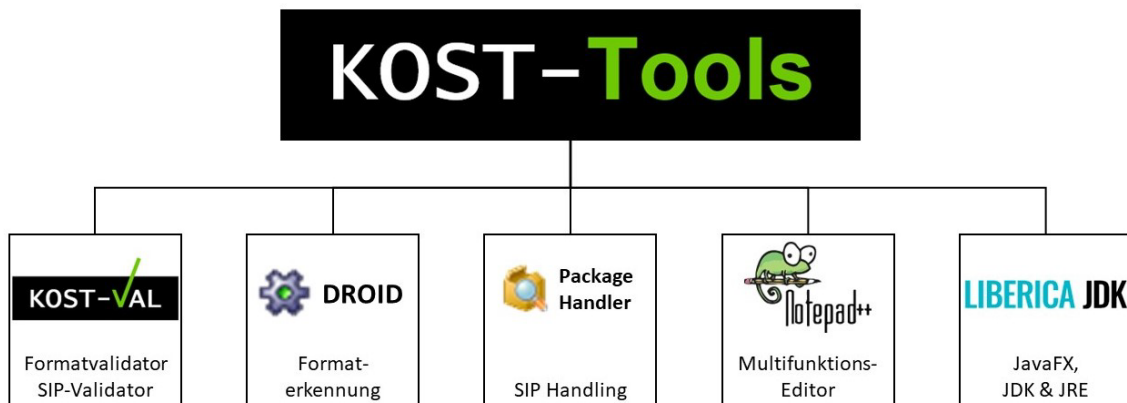 KOST-Tools
KOST-VAL
Formatvalidator
SIP-Validator
DROID
Format-
erkennung
Package
Handler
SIP Handling
Notepad++
Multifunktions-
Editor
LIBERICA JDK
JavaFX,
JDK & JRE